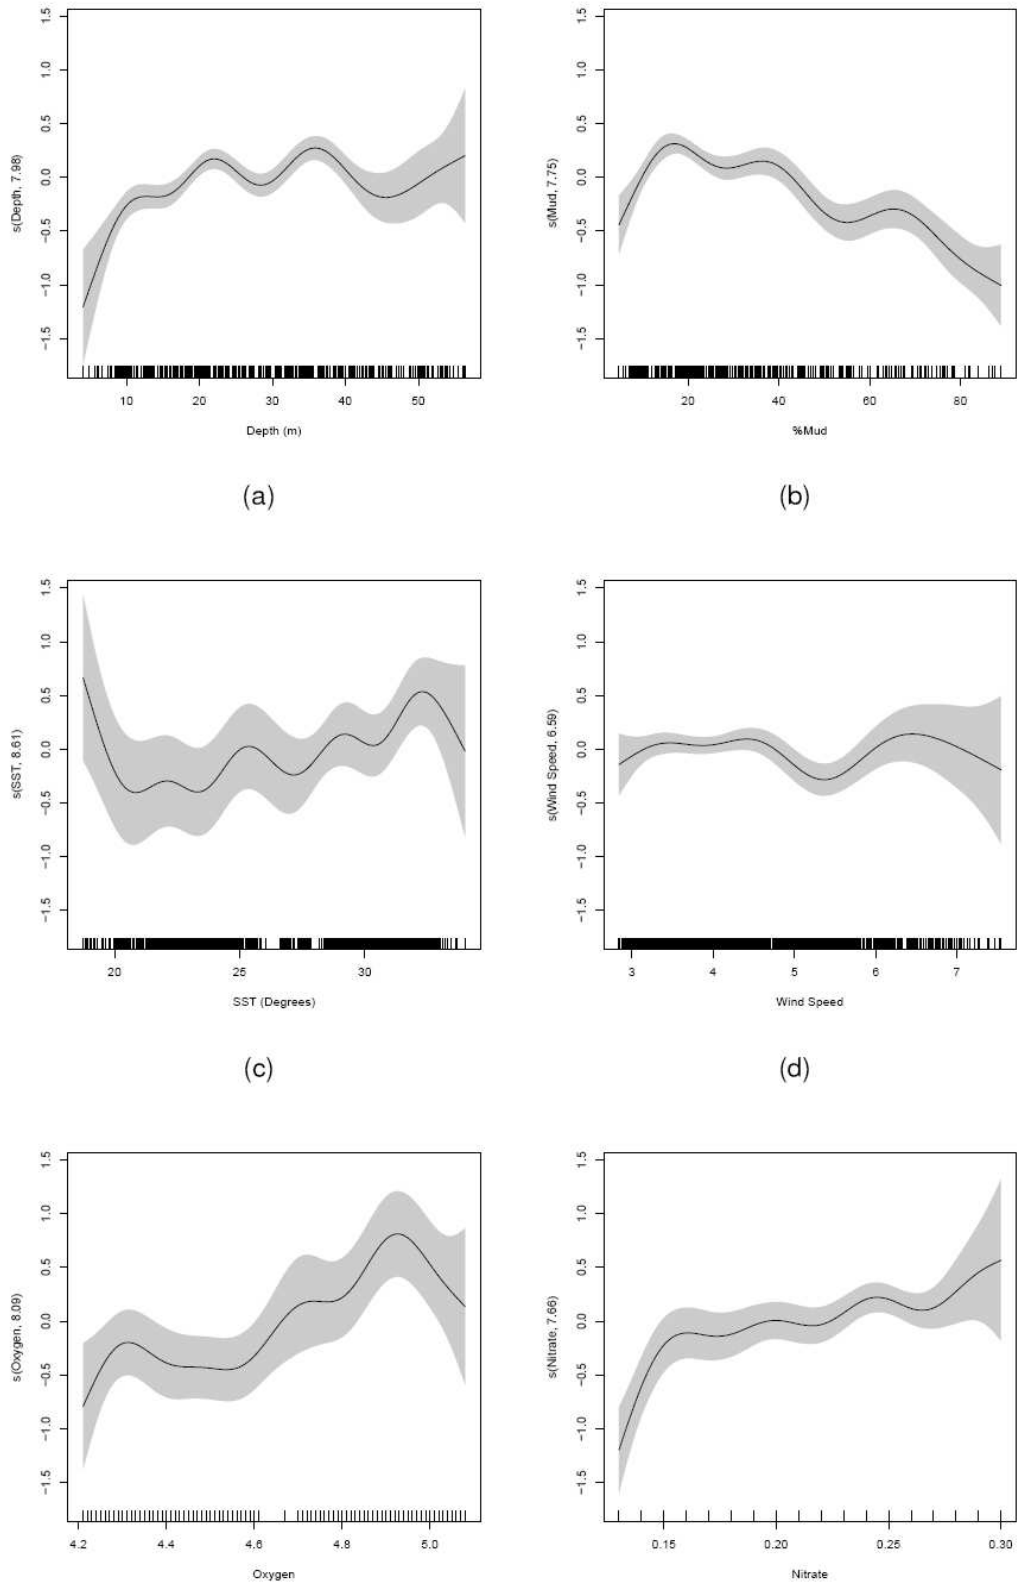 1.5
1.0
0.5
0.0
−0.5
−1.0
−1.5
s(Depth, 7.98)
10 20 30 40 50
Depth (m)
(a)
1.5
1.0
0.5
0.0
−0.5
−1.0
−1.5
s(Mud, 7.75)
20 40 60 80
%Mud
(b)
1.5
1.0
0.5
0.0
−0.5
−1.0
−1.5
s(SST, 8.61)
20 25 30
SST (Degrees)
(c)
1.5
1.0
0.5
0.0
−0.5
−1.0
−1.5
s(Wind Speed, 6.59)
3 4 5 6 7
Wind Speed
(d)
1.5
1.0
0.5
0.0
−0.5
−1.0
−1.5
s(Oxygen, 8.09)
4.2 4.4 4.6 4.8 5.0
Oxygen
1.5
1.0
0.5
0.0
−0.5
−1.0
−1.5
s(Nitrate, 7.66)
0.15 0.20 0.25 0.30
Nitrate